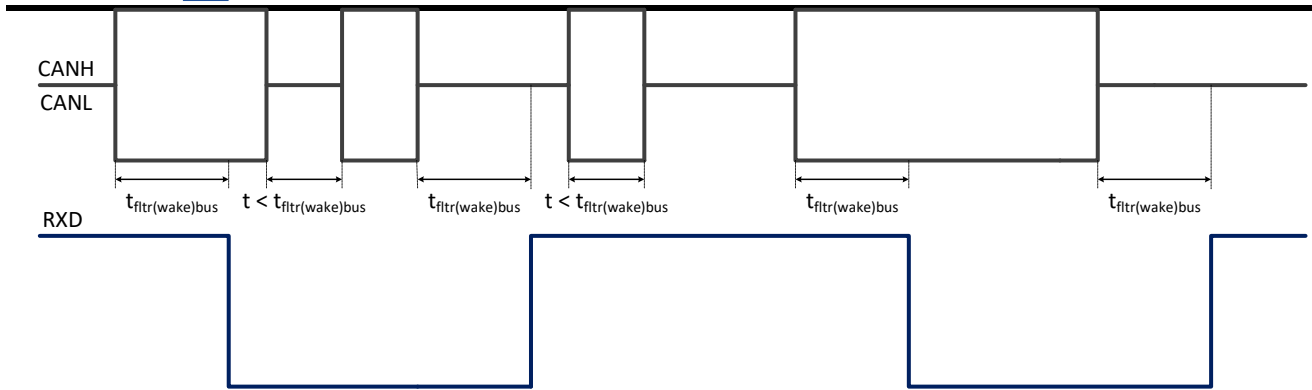 CANH
CANL
tfltr(wake)bus t < tfltr(wake)bus tfltr(wake)bus t < tfltr(wake)bus tfltr(wake)bus tfltr(wake)bus
RXD